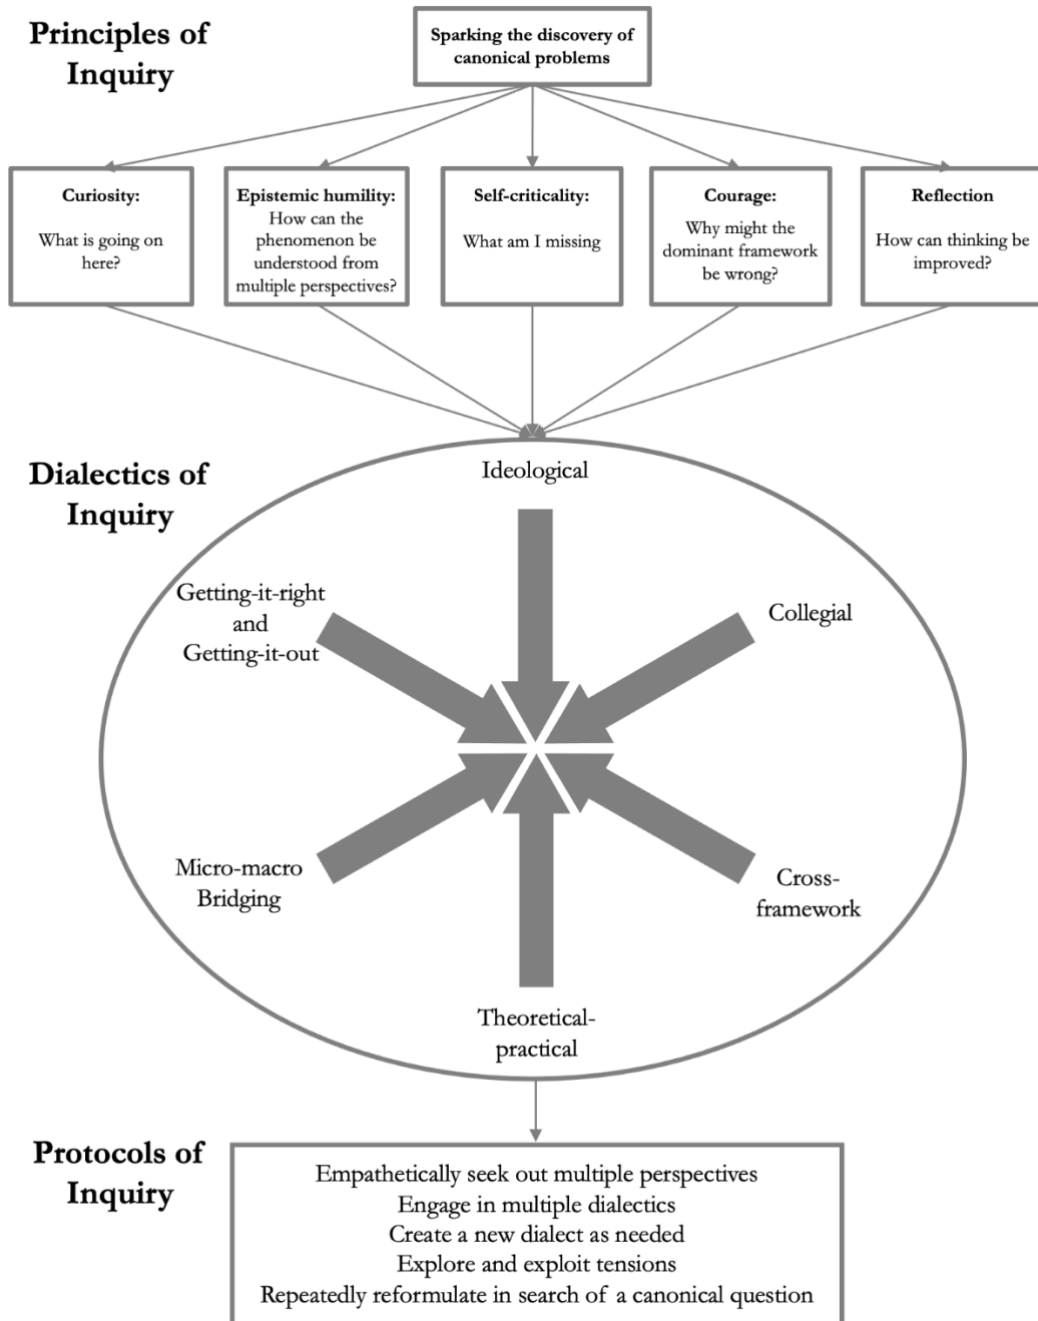 Principles of
Inquiry
Sparking the discovery of
canonical problems
Curiosity:
What is going on
here?
Epistemic humility:
How can the
phenomenon be
understood from
multiple perspectives?
Self-criticality:
What am I missing
Courage:
Why might the
dominant framework
be wrong?
Reflection
How can thinking be
improved?
Dialectics of
Inquiry
Ideological
Getting-it-right
and
Getting-it-out
Collegial
Micro-macro
Bridging
Cross-
framework
Theoretical-
practical
Protocols of
Inquiry
Empathetically seek out multiple perspectives
Engage in multiple dialectics
Create a new dialect as needed
Explore and exploit tensions
Repeatedly reformulate in search of a canonical question